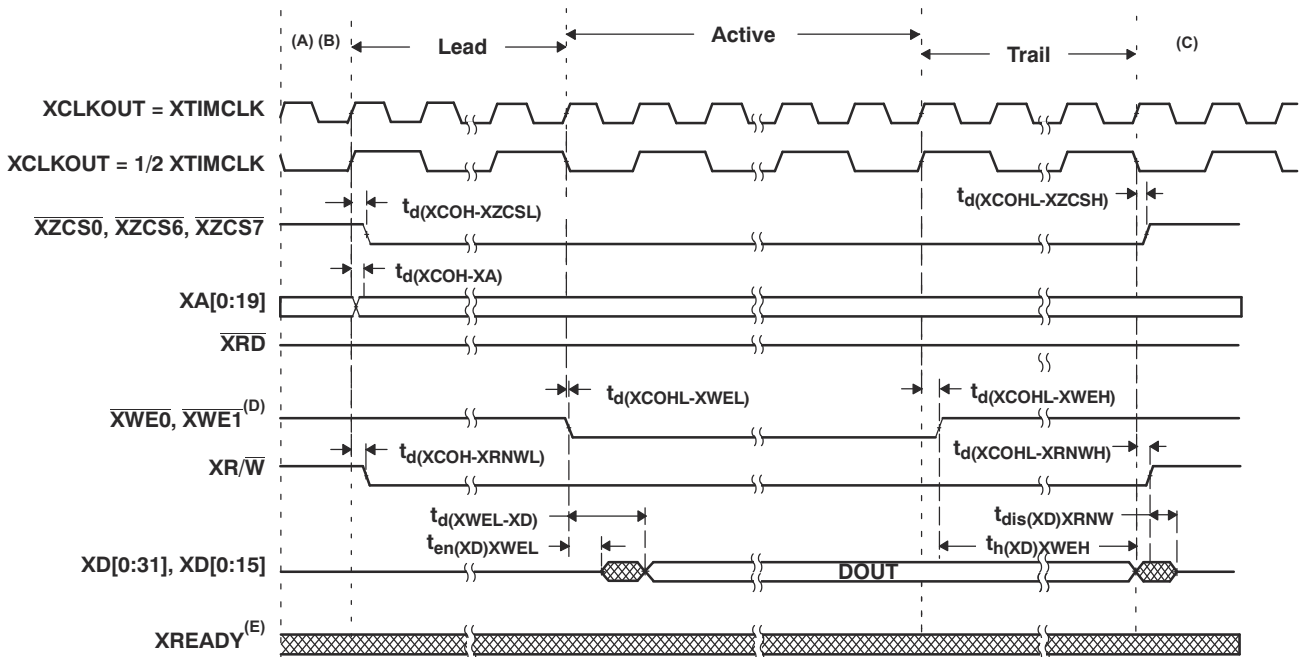 (A) (B) Lead Active Trail (C)
XCLKOUT = XTIMCLK
XCLKOUT = 1/2 XTIMCLK
td(XCOH-XZCSL) td(XCOHL-XZCSH)
XZCS0, XZCS6, XZCS7
td(XCOH-XA)
XA[0:19]
XRD
td(XCOHL-XWEL) td(XCOHL-XWEH)
XWE0, XWE1(D)
td(XCOH-XRNWL) td(XCOHL-XRNWH)
XR/W
td(XWEL-XD) tdis(XD)XRNW
ten(XD)XWEL th(XD)XWEH
XD[0:31], XD[0:15] DOUT
XREADY(E)